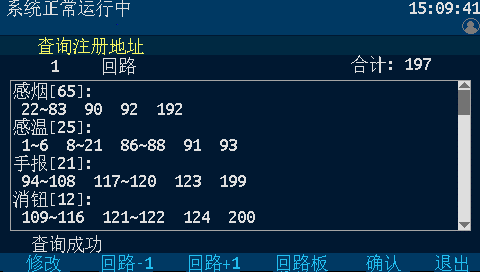 系统正常运行中 15:09:41
查询注册地址
1 回路 合计: 197
感烟[65]:
22~83 90 92 192
感温[25]:
1~6 8~21 86~88 91 93
手报[21]:
94~108 117~120 123 199
消钮[12]:
109~116 121~122 124 200
查询成功
修改 回路-1 回路+1 回路板 确认 退出